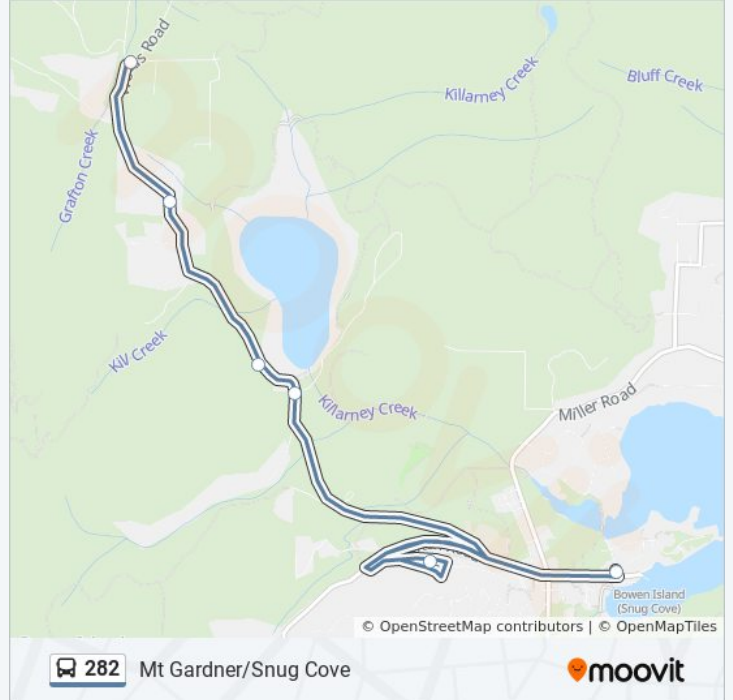 s Road
Killarney Creek
Bluff Creek
Grafton Creek
Kill Creek
Killarney Creek
Miller Road
Bowen Island
(Snug Cove)
© OpenStreetMap contributors | © OpenMapTiles
282 Mt Gardner/Snug Cove
moovit